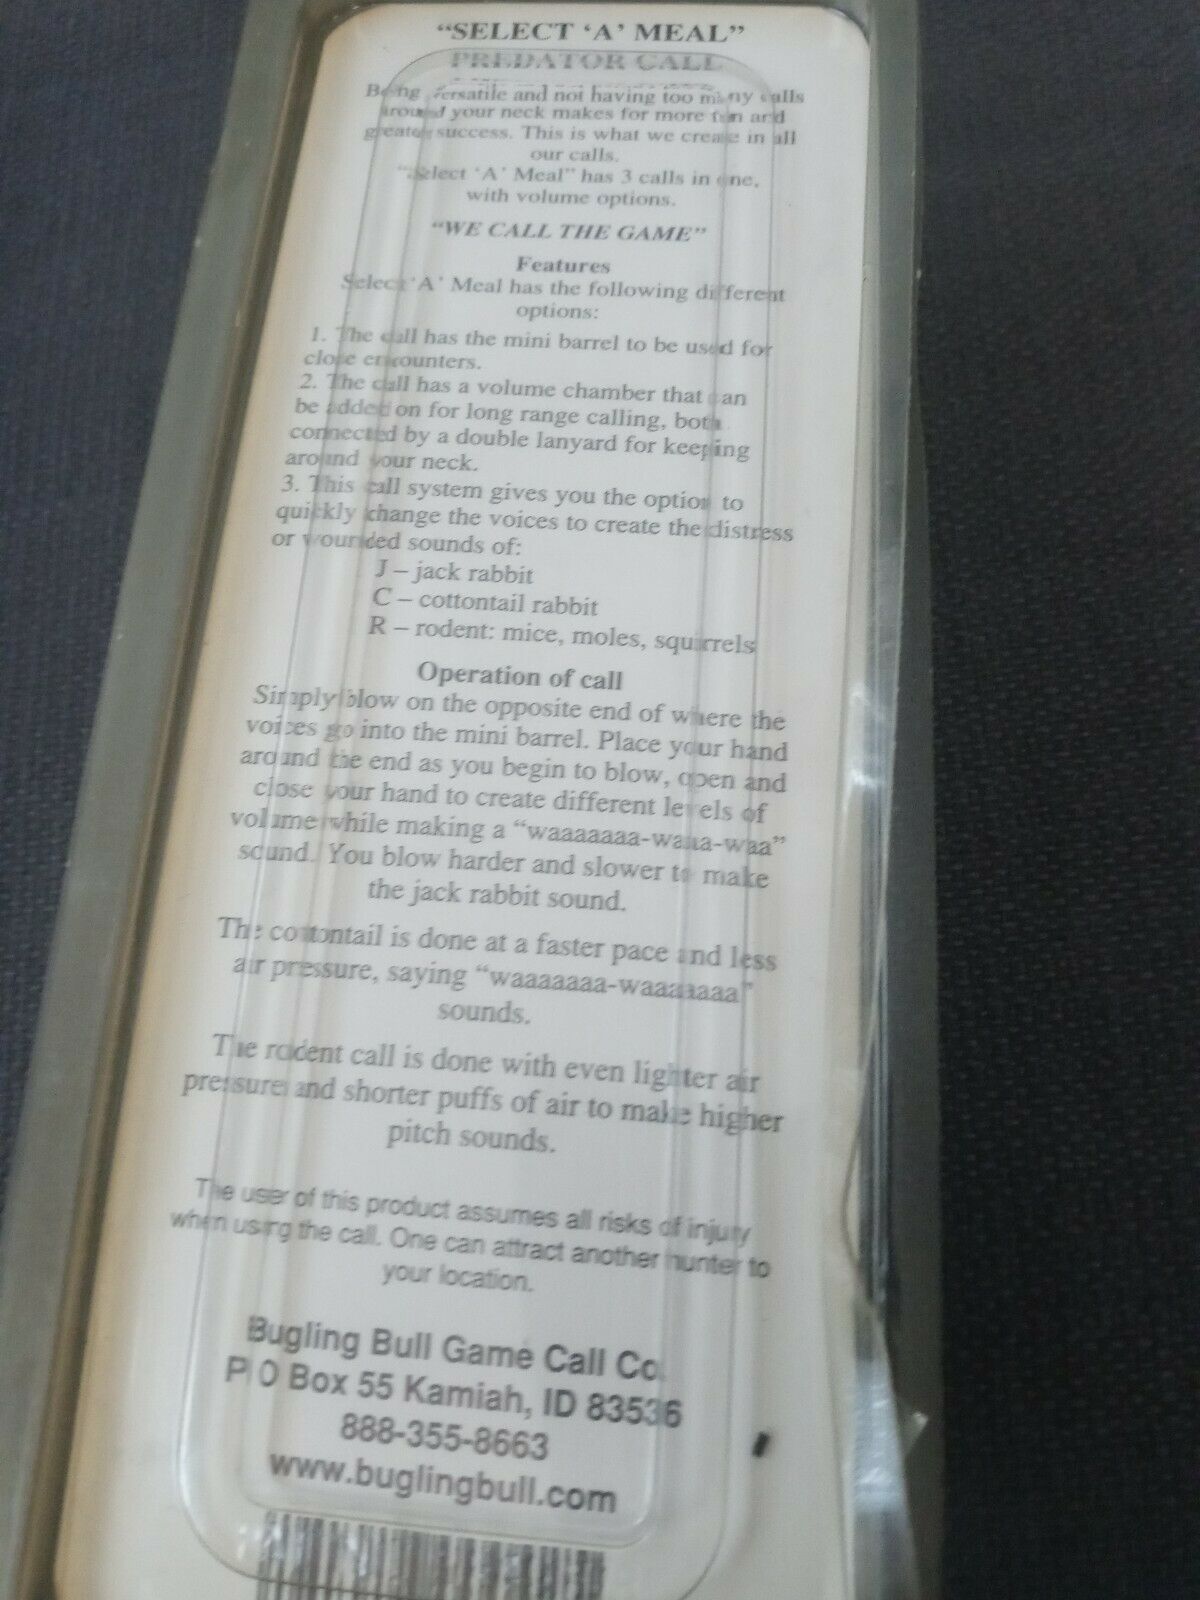 “SELECT ‘A’ MEAL”
PREDATOR CALL
Being versatile and not having too many calls
around your neck makes for more fun and
greater success. This is what we create in all
our calls.
“Select ‘A’ Meal” has 3 calls in one,
with volume options.
“WE CALL THE GAME”
Features
Select ‘A’ Meal has the following different
options:
1. The call has the mini barrel to be used for
close encounters.
2. The call has a volume chamber that can
be added on for long range calling, both
connected by a double lanyard for keeping
around your neck.
3. This call system gives you the option to
quickly change the voices to create the distress
or wounded sounds of:
J – jack rabbit
C – cottontail rabbit
R – rodent: mice, moles, squirrels
Operation of call
Simply blow on the opposite end of where the
voices go into the mini barrel. Place your hand
around the end as you begin to blow, open and
close your hand to create different levels of
volume while making a “waaaaaaa-waaa-waa”
sound. You blow harder and slower to make
the jack rabbit sound.
The cottontail is done at a faster pace and less
air pressure, saying “waaaaaaa-waaaaaaa”
sounds.
The rodent call is done with even lighter air
pressure and shorter puffs of air to make higher
pitch sounds.
The user of this product assumes all risks of injury
when using the call. One can attract another hunter to
your location.
Bugling Bull Game Call Co.
P O Box 55 Kamiah, ID 83536
888-355-8663
www.buglingbull.com